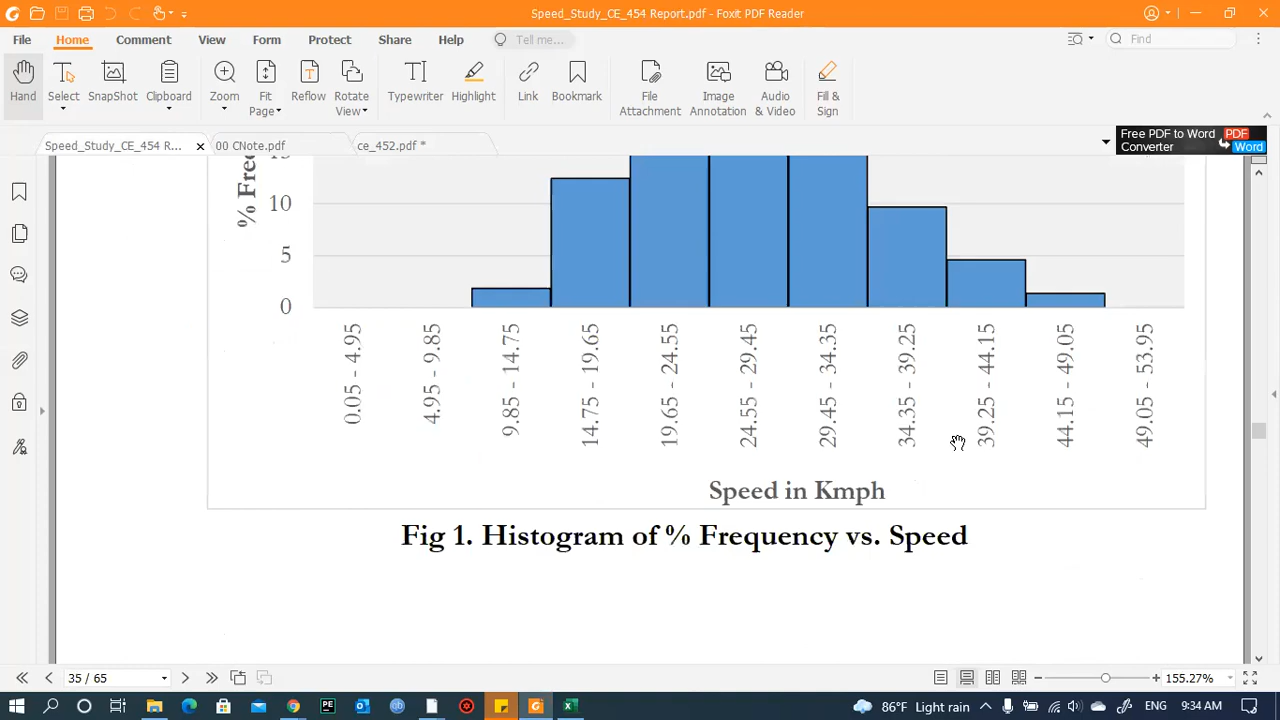 Speed_Study_CE_454 Report.pdf - Foxit PDF Reader
File Home Comment View Form Protect Share Help Tell me... Find
Hand Select SnapShot Clipboard Zoom Fit Page Reflow Rotate View Typewriter Highlight Link Bookmark File Attachment Image Annotation Audio & Video Fill & Sign
Speed_Study_CE_454 R... 00 CNote.pdf ce_452.pdf *
Free PDF to Word PDF
Converter Word
10
5
0
0.05 - 4.95
4.95 - 9.85
9.85 - 14.75
14.75 - 19.65
19.65 - 24.55
24.55 - 29.45
29.45 - 34.35
34.35 - 39.25
39.25 - 44.15
44.15 - 49.05
49.05 - 53.95
Speed in Kmph
Fig 1. Histogram of % Frequency vs. Speed
35 / 65 155.27%
PE 86°F Light rain ENG 9:34 AM